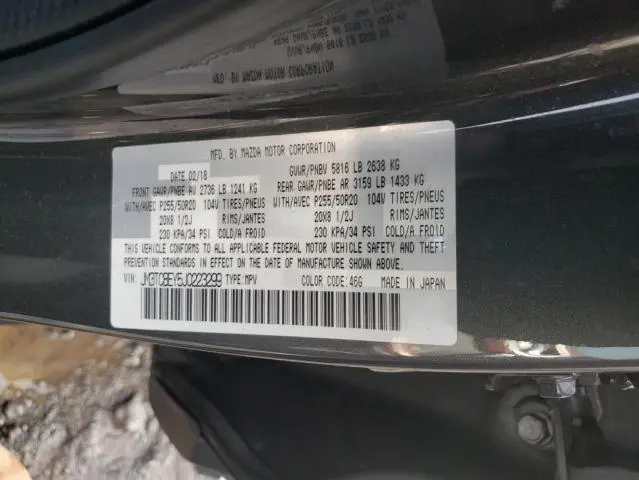 MFD. BY MAZDA MOTOR CORPORATION
DATE 02/18 GVWR/PNBV 5816 LB 2638 KG
FRONT GAWR/PNBE AV 2736 LB 1241 KG REAR GAWR/PNBE AR 3159 LB 1433 KG
WITH/AVEC P255/50R20 104V TIRES/PNEUS WITH/AVEC P255/50R20 104V TIRES/PNEUS
20X8 1/2J RIMS/JANTES 20X8 1/2J RIMS/JANTES
230 KPA/34 PSI COLD/A FROID 230 KPA/34 PSI COLD/A FROID
THIS VEHICLE CONFORMS TO ALL APPLICABLE FEDERAL MOTOR VEHICLE SAFETY AND THEFT
PREVENTION STANDARDS IN EFFECT ON THE DATE OF MANUFACTURE SHOWN ABOVE.
VIN: JM3TCBEY5J0223299 TYPE:MPV COLOR CODE:46G MADE IN JAPAN